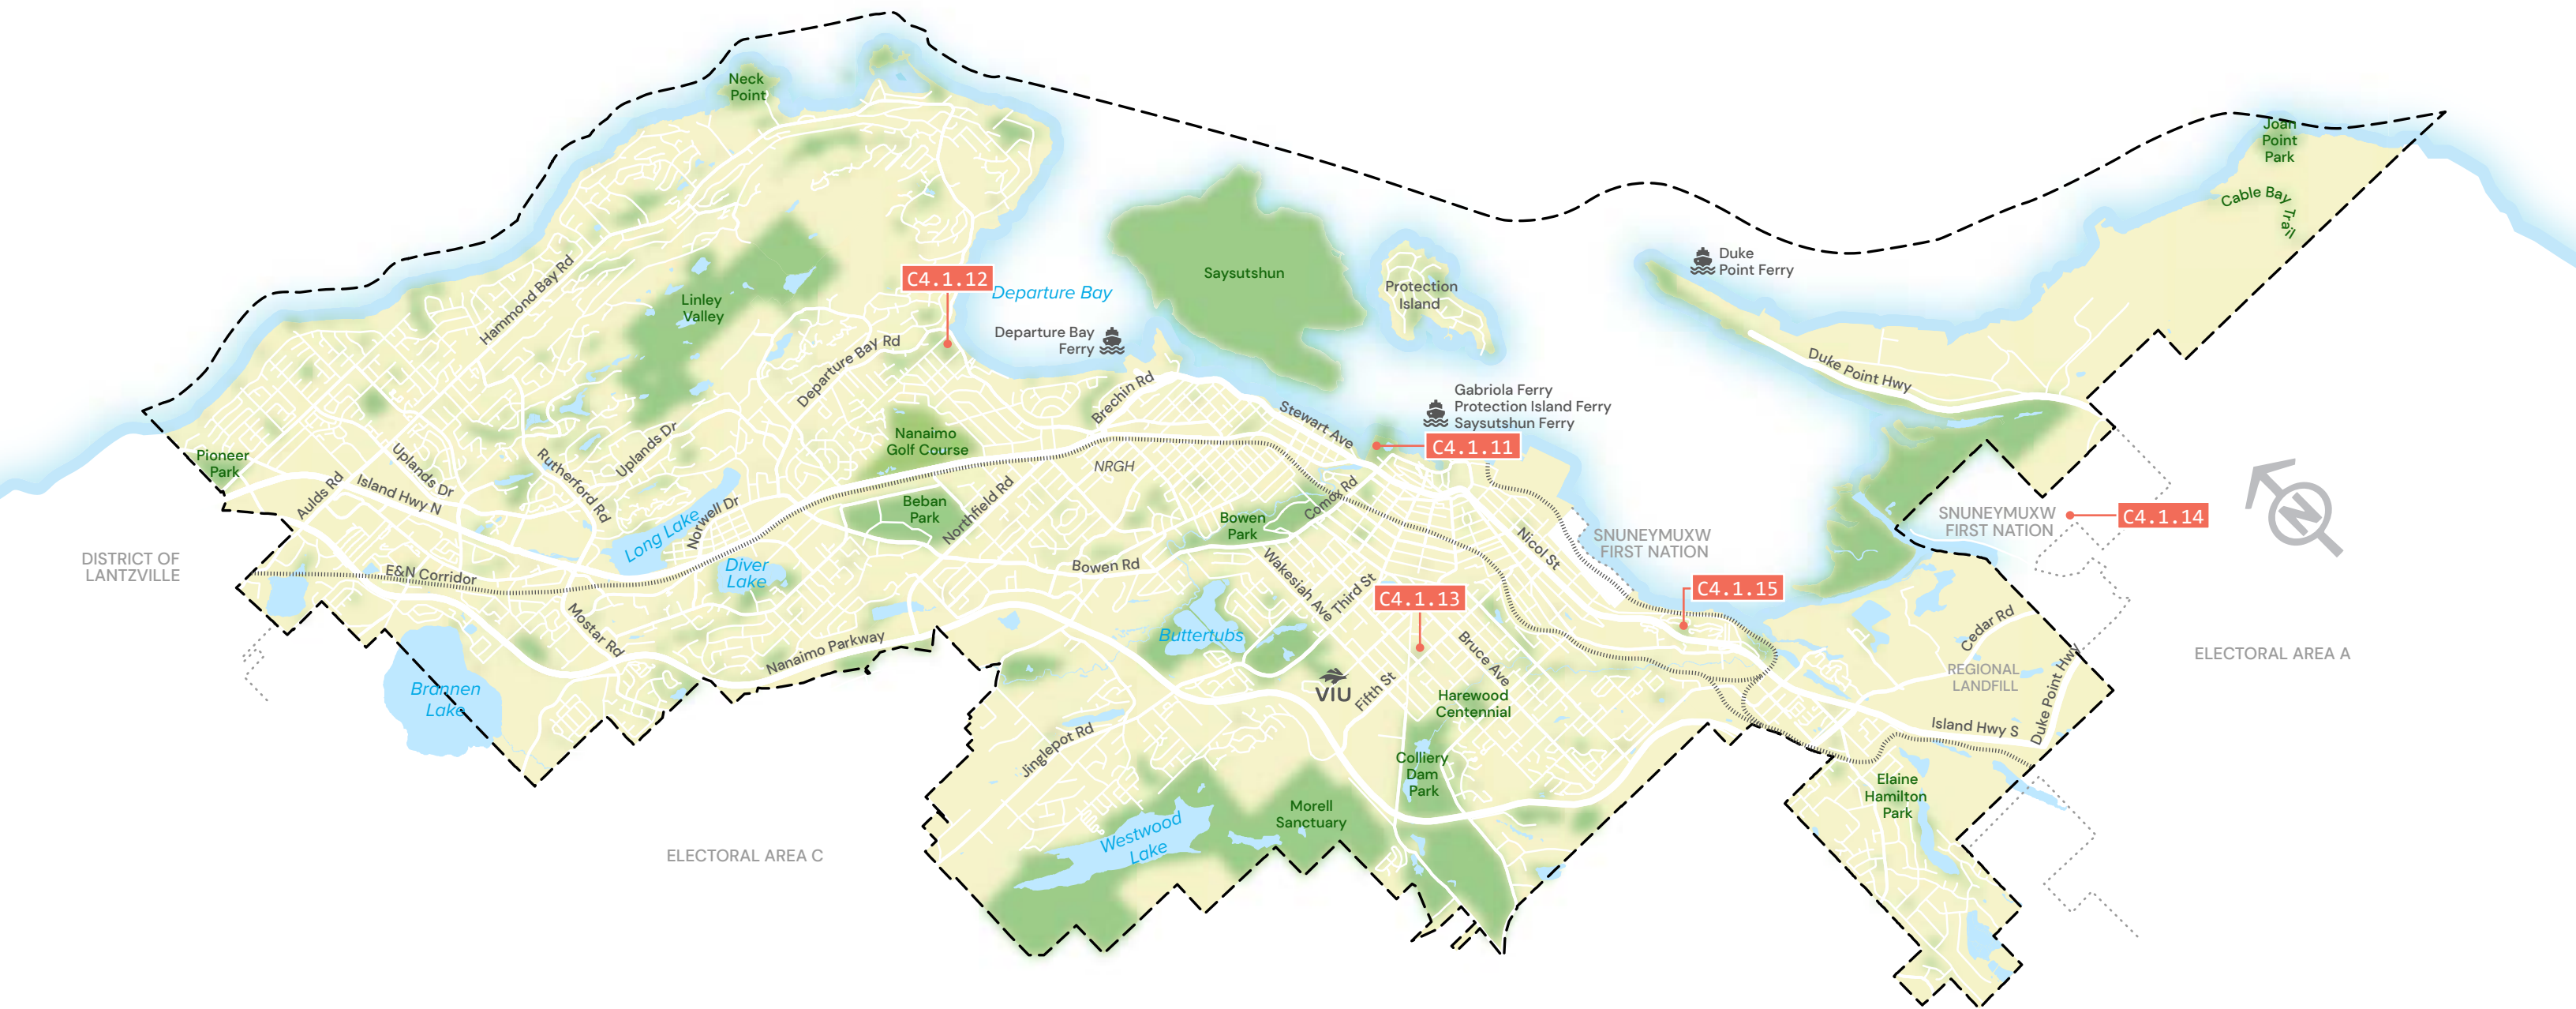 Neck
Point
Joan
Point
Park
Cable Bay Trail
Duke
Point Ferry
Saysutshun
Protection
Island
C4.1.12
Departure Bay
Linley
Valley
Hammond Bay Rd
Departure Bay
Ferry
Departure Bay Rd
Duke Point Hwy
Brechin Rd
Gabriola Ferry
Protection Island Ferry
Saysutshun Ferry
Stewart Ave
C4.1.11
Nanaimo
Golf Course
Pioneer
Park
Uplands Dr
Rutherford Rd
Uplands Dr
NRGH
Aulds Rd
Island Hwy N
Norwell Dr
Beban
Park
Northfield Rd
Comox Rd
Bowen
Park
Long Lake
SNUNEYMUXW
FIRST NATION
C4.1.14
SNUNEYMUXW
FIRST NATION
Nicol St
N
DISTRICT OF
LANTZVILLE
E&N Corridor
Diver
Lake
Bowen Rd
Wakesiah Ave
Third St
C4.1.13
C4.1.15
Mostar Rd
Buttertubs
Nanaimo Parkway
Bruce Ave
Cedar Rd
ELECTORAL AREA A
REGIONAL
LANDFILL
VIU
Fifth St
Harewood
Centennial
Brannen
Lake
Duke Point Hwy
Island Hwy S
Jinglepot Rd
Colliery
Dam
Park
Elaine
Hamilton
Park
Morell
Sanctuary
Westwood
Lake
ELECTORAL AREA C